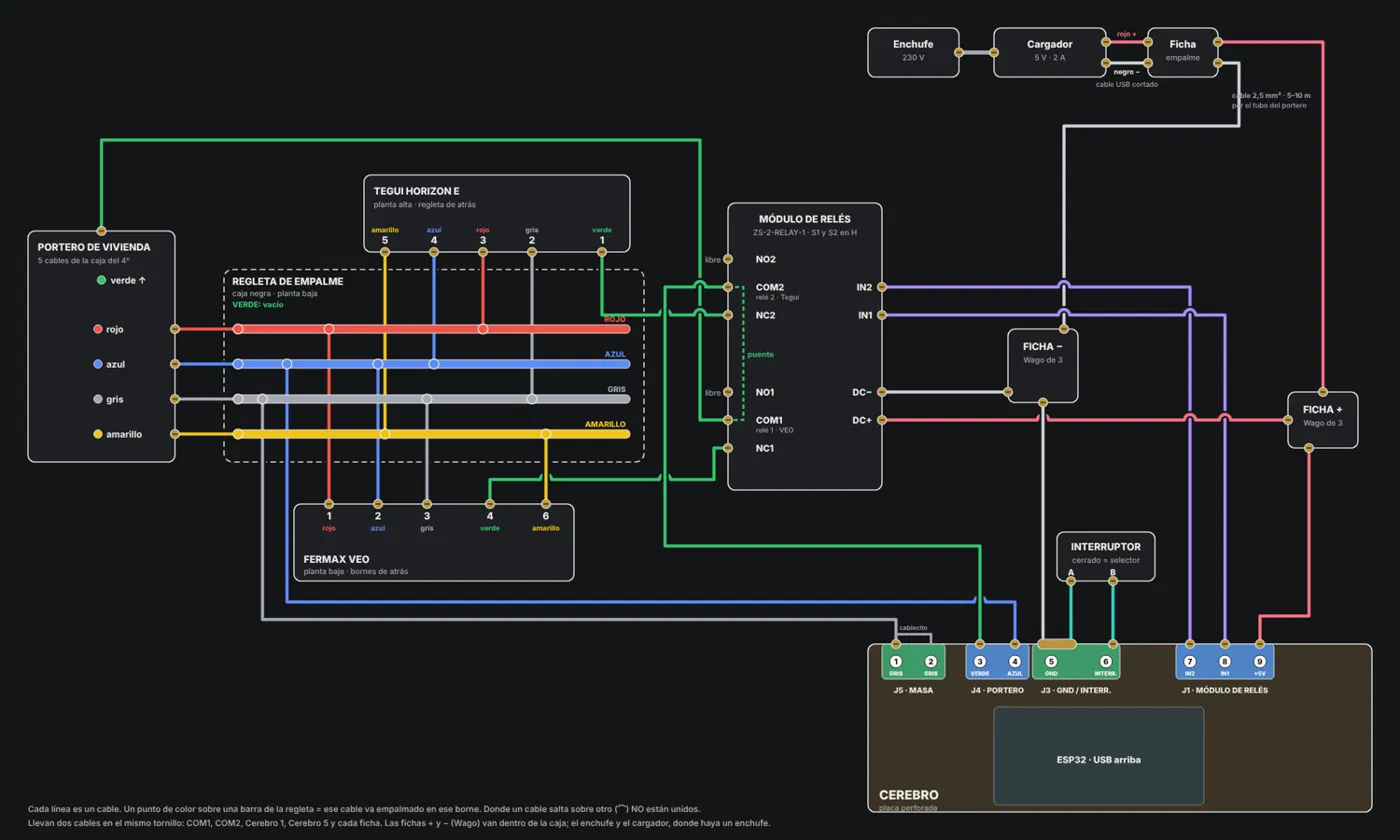 Enchufe
230 V
Cargador
5 V · 2 A
rojo +
negro −
cable USB cortado
Ficha
empalme
cable 2,5 mm² · 5-10 m
por el tubo del portero
TEGUI HORIZON E
planta alta · regleta de atrás
amarillo azul rojo gris verde
5 4 3 2 1
PORTERO DE VIVIENDA
5 cables de la caja del 4º
verde ↑
rojo
azul
gris
amarillo
REGLETA DE EMPALME
caja negra · planta baja
VERDE: vacío
ROJO
AZUL
GRIS
AMARILLO
MÓDULO DE RELÉS
ZS-2-RELAY-1 · S1 y S2 en H
libre NO2
COM2
relé 2 · Tegui
NC2
puente
libre NO1
COM1
relé 1 · VEO
NC1
IN2
IN1
DC−
DC+
FICHA −
Wago de 3
FICHA +
Wago de 3
1 2 3 4 6
rojo azul gris verde amarillo
FERMAX VEO
planta baja · bornes de atrás
INTERRUPTOR
cerrado = selector
A B
cablecito
1 2 3 4 5 6 7 8 9
GRIS GRIS VERDE AZUL GND INTERR. IN2 IN1 +5V
J5 · MASA J4 · PORTERO J3 · GND / INTERR. J1 · MÓDULO DE RELÉS
ESP32 · USB arriba
CEREBRO
placa perforada
Cada línea es un cable. Un punto de color sobre una barra de la regleta = ese cable va empalmado en ese borne. Donde un cable salta sobre otro (⌒) NO están unidos.
Llevan dos cables en el mismo tornillo: COM1, COM2, Cerebro 1, Cerebro 5 y cada ficha. Las fichas + y − (Wago) van dentro de la caja; el enchufe y el cargador, donde haya un enchufe.